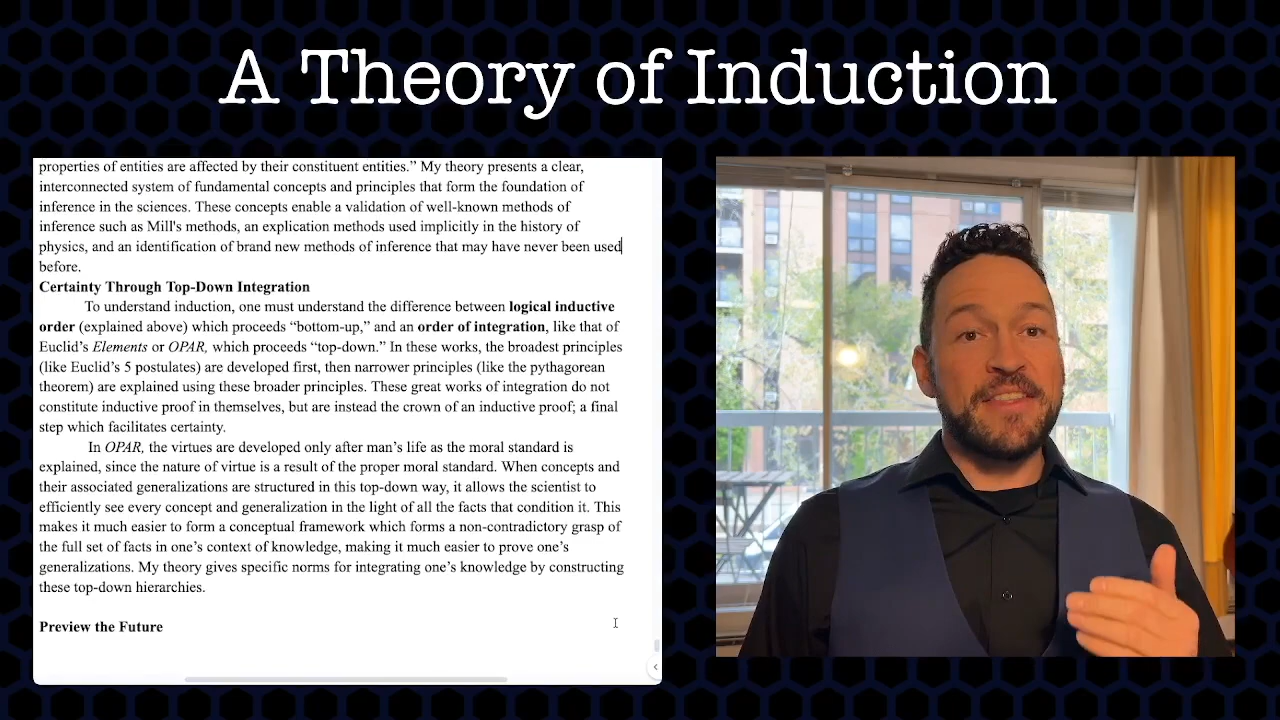 A Theory of Induction
properties of entities are affected by their constituent entities.” My theory presents a clear,
interconnected system of fundamental concepts and principles that form the foundation of
inference in the sciences. These concepts enable a validation of well-known methods of
inference such as Mill's methods, an explication methods used implicitly in the history of
physics, and an identification of brand new methods of inference that may have never been used
before.
Certainty Through Top-Down Integration
To understand induction, one must understand the difference between logical inductive
order (explained above) which proceeds “bottom-up,” and an order of integration, like that of
Euclid’s Elements or OPAR, which proceeds “top-down.” In these works, the broadest principles
(like Euclid’s 5 postulates) are developed first, then narrower principles (like the pythagorean
theorem) are explained using these broader principles. These great works of integration do not
constitute inductive proof in themselves, but are instead the crown of an inductive proof; a final
step which facilitates certainty.
In OPAR, the virtues are developed only after man’s life as the moral standard is
explained, since the nature of virtue is a result of the proper moral standard. When concepts and
their associated generalizations are structured in this top-down way, it allows the scientist to
efficiently see every concept and generalization in the light of all the facts that condition it. This
makes it much easier to form a conceptual framework which forms a non-contradictory grasp of
the full set of facts in one’s context of knowledge, making it much easier to prove one’s
generalizations. My theory gives specific norms for integrating one’s knowledge by constructing
these top-down hierarchies.
Preview the Future